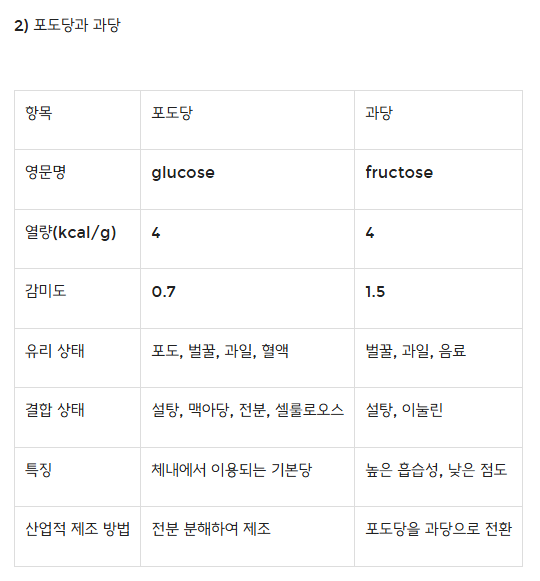 2) 포도당과 과당
항목 포도당 과당
영문명 glucose fructose
열량(kcal/g) 4 4
감미도 0.7 1.5
유리 상태 포도, 벌꿀, 과일, 혈액 벌꿀, 과일, 음료
결합 상태 설탕, 맥아당, 전분, 셀룰로오스 설탕, 이눌린
특징 체내에서 이용되는 기본당 높은 흡습성, 낮은 점도
산업적 제조 방법 전분 분해하여 제조 포도당을 과당으로 전환